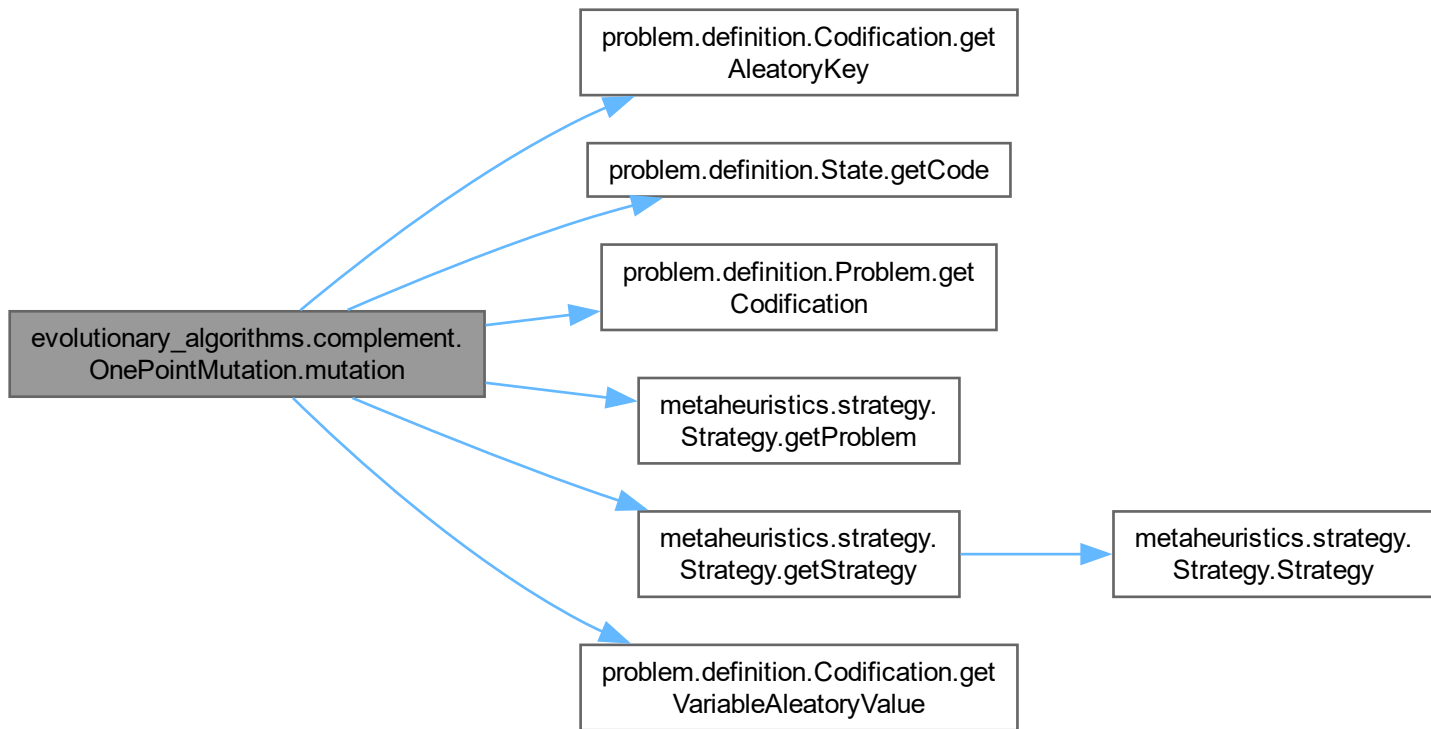 problem.definition.Codification.get
AleatoryKey
problem.definition.State.getCode
problem.definition.Problem.get
Codification
evolutionary_algorithms.complement.
OnePointMutation.mutation
metaheuristics.strategy.
Strategy.getProblem
metaheuristics.strategy.
Strategy.getStrategy
metaheuristics.strategy.
Strategy.Strategy
problem.definition.Codification.get
VariableAleatoryValue